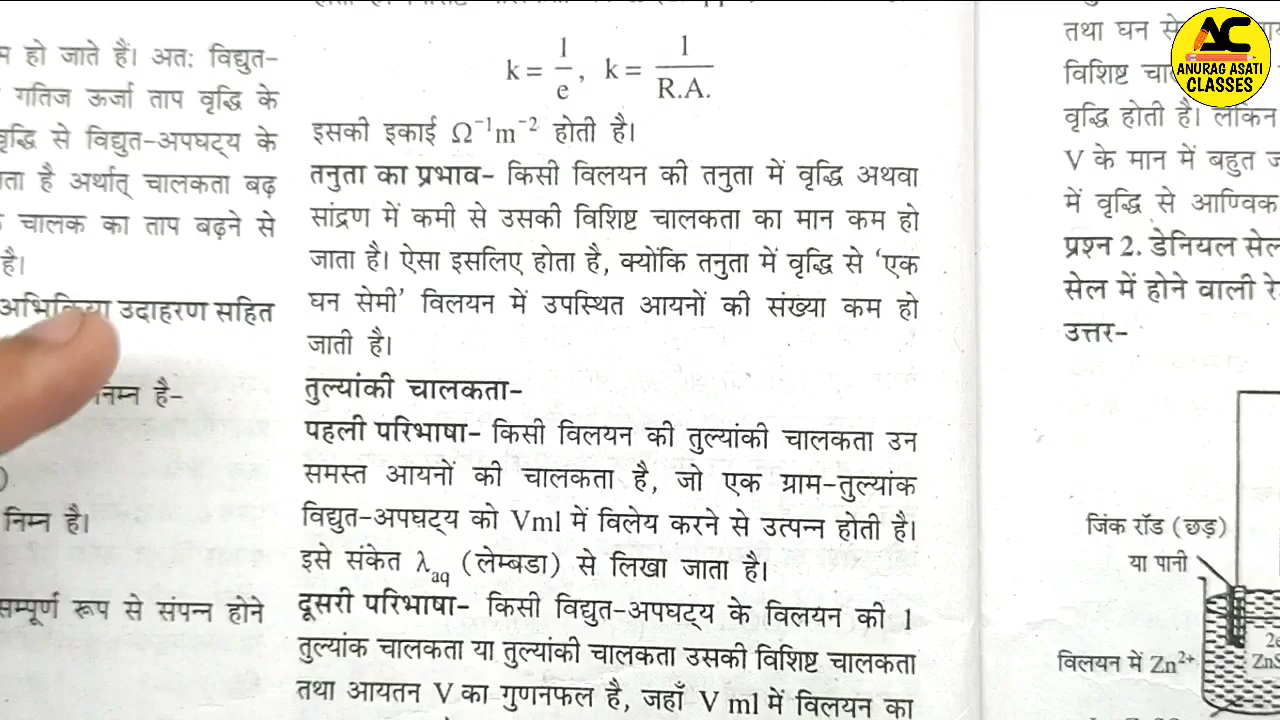 हो जाते हैं। अतः विद्युत-
गतिज ऊर्जा ताप वृद्धि के
वृद्धि से विद्युत-अपघट्य के
है अर्थात् चालकता बढ़
चालक का ताप बढ़ने से
है।
उदाहरण सहित
निम्न है-
निम्न है।
सम्पूर्ण रूप से संपन्न होने
k = 1/e, k = 1/R.A.
इसकी इकाई Ω⁻¹m⁻² होती है।
तनुता का प्रभाव- किसी विलयन की तनुता में वृद्धि अथवा
सांद्रण में कमी से उसकी विशिष्ट चालकता का मान कम हो
जाता है। ऐसा इसलिए होता है, क्योंकि तनुता में वृद्धि से ‘एक
घन सेमी’ विलयन में उपस्थित आयनों की संख्या कम हो
जाती है।
तुल्यांकी चालकता-
पहली परिभाषा- किसी विलयन की तुल्यांकी चालकता उन
समस्त आयनों की चालकता है, जो एक ग्राम-तुल्यांक
विद्युत-अपघट्य को Vml में विलेय करने से उत्पन्न होती है।
इसे संकेत λaq (लेम्बडा) से लिखा जाता है।
दूसरी परिभाषा- किसी विद्युत-अपघट्य के विलयन की 1
तुल्यांक चालकता या तुल्यांकी चालकता उसकी विशिष्ट चालकता
तथा आयतन V का गुणनफल है, जहाँ V ml में विलयन का
तथा घन
विशिष्ट
वृद्धि होती है। लेकिन
V के मान में बहुत
में वृद्धि से आण्विक
प्रश्न 2. डेनियल सेल
सेल में होने वाली
उत्तर-
जिंक रॉड (छड़)
या पानी
विलयन में Zn²⁺
AC
ANURAG ASATI
CLASSES